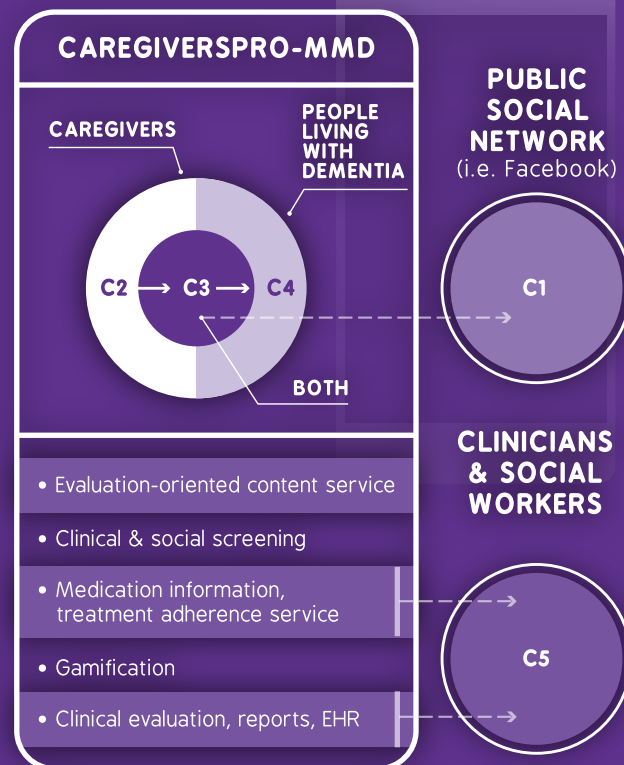 CAREGIVERSPRO-MMD
CAREGIVERS
PEOPLE
LIVING
WITH
DEMENTIA
C2
C3
C4
BOTH
PUBLIC
SOCIAL
NETWORK
(i.e. Facebook)
C1
• Evaluation-oriented content service
• Clinical & social screening
• Medication information,
treatment adherence service
• Gamification
• Clinical evaluation, reports, EHR
CLINICIANS
& SOCIAL
WORKERS
C5